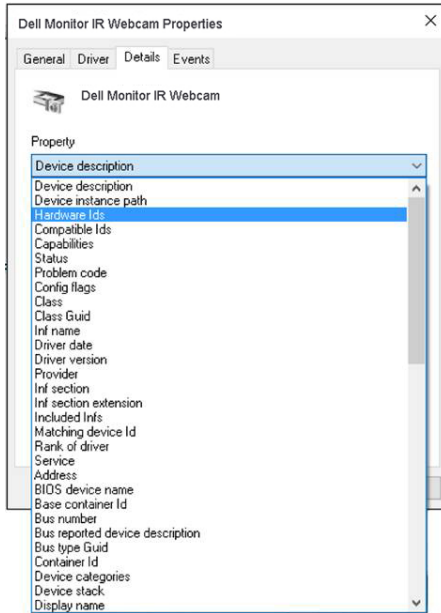 Dell Monitor IR Webcam Properties
General Driver Details Events
Dell Monitor IR Webcam
Property
Device description
Device description
Device instance path
Hardware Ids
Compatible Ids
Capabilities
Status
Problem code
Config flags
Class
Class Guid
Inf name
Driver date
Driver version
Provider
Inf section
Inf section extension
Included Infs
Matching device Id
Rank of driver
Service
Address
BIOS device name
Base container Id
Bus number
Bus reported device description
Bus type Guid
Container Id
Device categories
Device stack
Display name